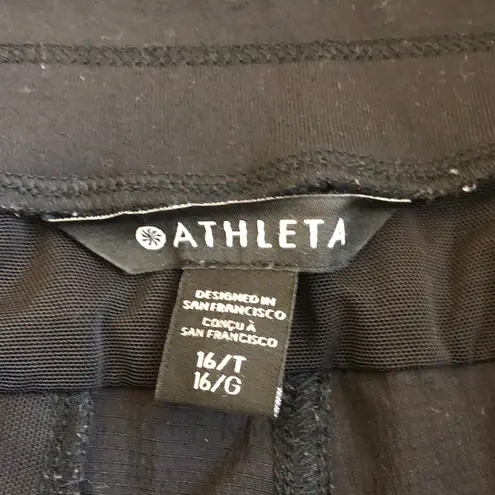 ATHLETA
DESIGNED IN
SAN FRANCISCO
CONÇU À
SAN FRANCISCO
16/T
16/G